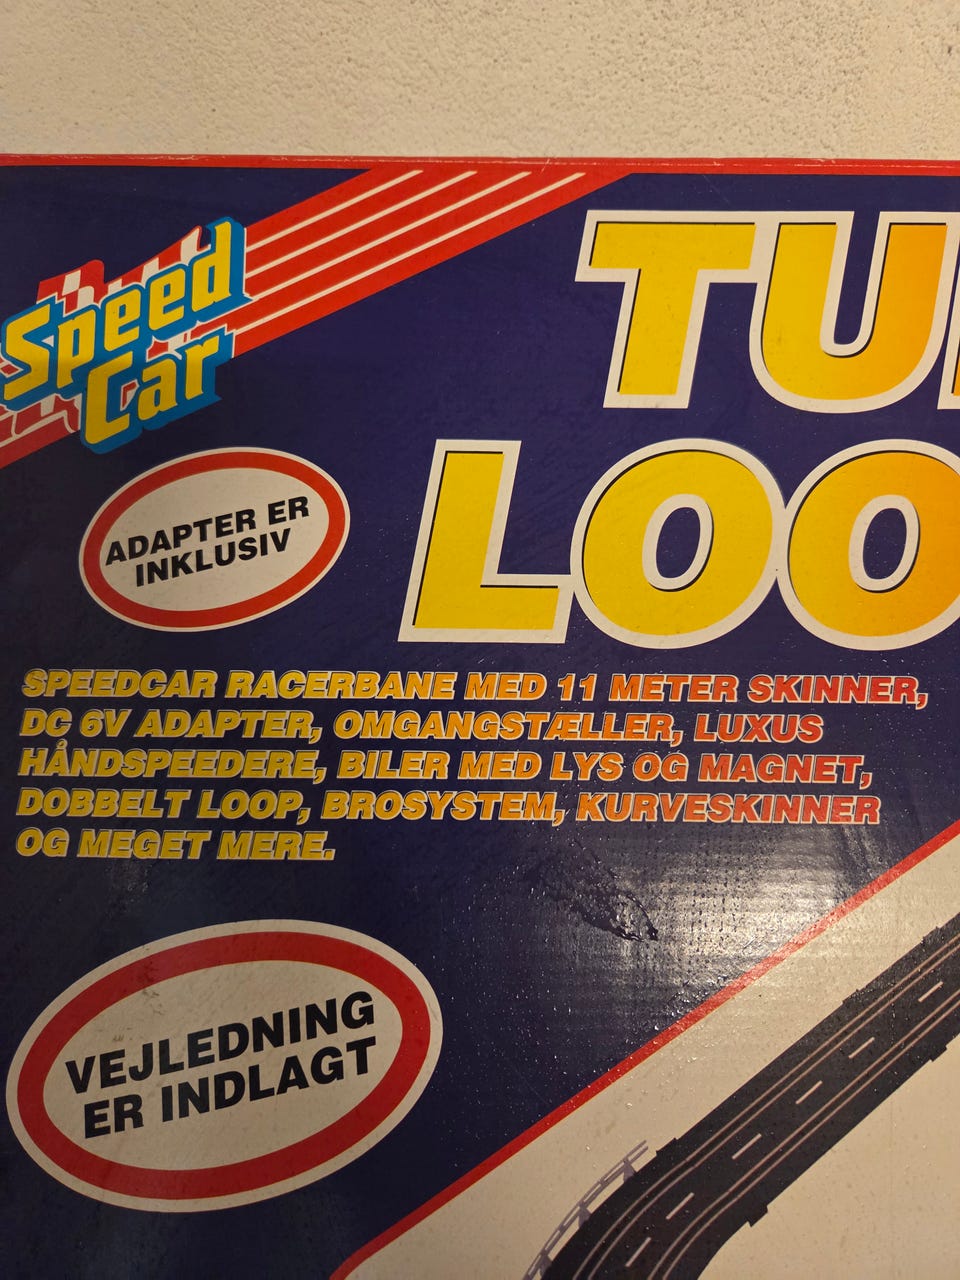 Speed
Car
TU
LOO
ADAPTER ER
INKLUSIV
SPEEDCAR RACERBANE MED 11 METER SKINNER,
DC 6V ADAPTER, OMGANGSTÆLLER, LUXUS
HÅNDSPEEDERE, BILER MED LYS OG MAGNET,
DOBBELT LOOP, BROSYSTEM, KURVESKINNER
OG MEGET MERE.
VEJLEDNING
ER INDLAGT